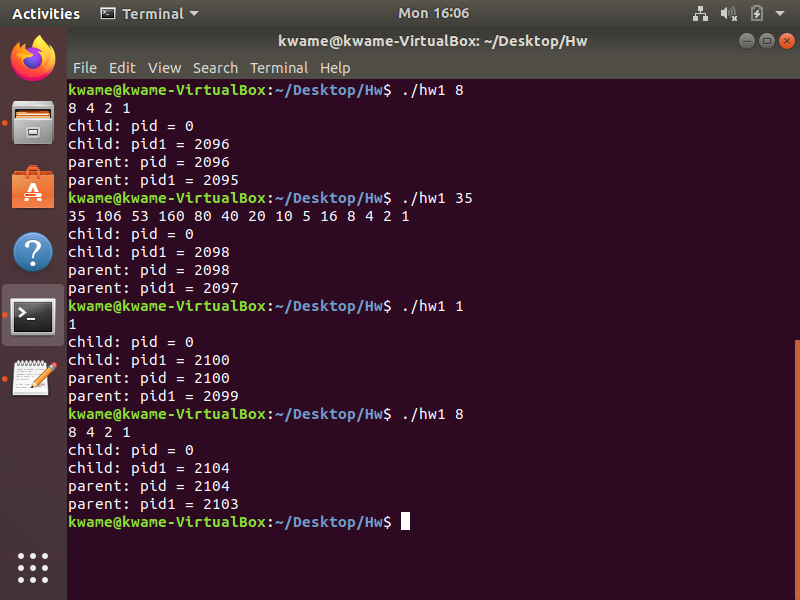 Activities Terminal Mon 16:06
kwame@kwame-VirtualBox: ~/Desktop/Hw
File Edit View Search Terminal Help
kwame@kwame-VirtualBox:~/Desktop/Hw$ ./hw1 8
8 4 2 1
child: pid = 0
child: pid1 = 2096
parent: pid = 2096
parent: pid1 = 2095
kwame@kwame-VirtualBox:~/Desktop/Hw$ ./hw1 35
35 106 53 160 80 40 20 10 5 16 8 4 2 1
child: pid = 0
child: pid1 = 2098
parent: pid = 2098
parent: pid1 = 2097
kwame@kwame-VirtualBox:~/Desktop/Hw$ ./hw1 1
1
child: pid = 0
child: pid1 = 2100
parent: pid = 2100
parent: pid1 = 2099
kwame@kwame-VirtualBox:~/Desktop/Hw$ ./hw1 8
8 4 2 1
child: pid = 0
child: pid1 = 2104
parent: pid = 2104
parent: pid1 = 2103
kwame@kwame-VirtualBox:~/Desktop/Hw$